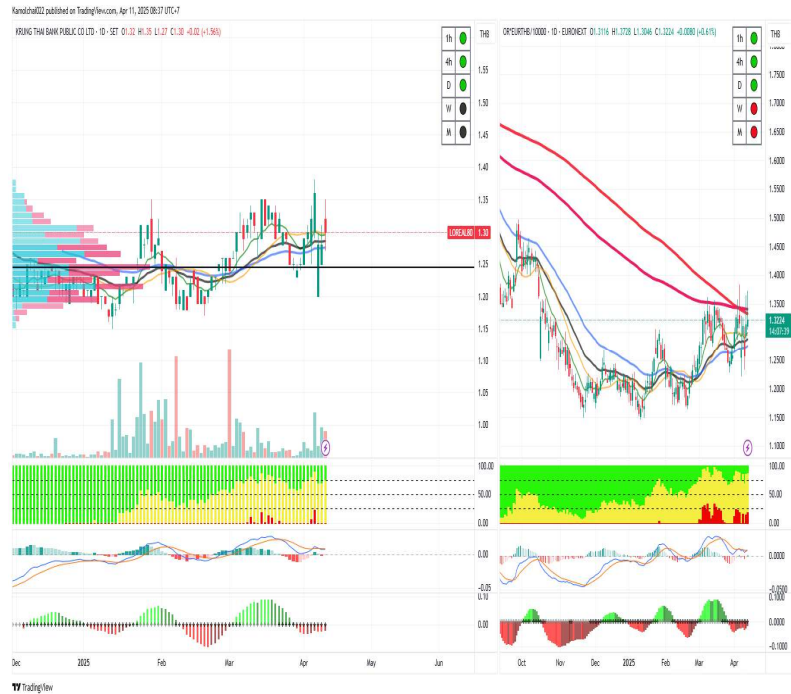 Kamolchai022 published on TradingView.com, Apr 11, 2025 08:37 UTC+7
KRUNG THAI BANK PUBLIC CO LTD · 1D · SET O1.32 H1.35 L1.27 C1.30 +0.02 (+1.56%)
THB
OR*EURTHB/10000 · 1D · EURONEXT O1.3116 H1.3728 L1.3046 C1.3224 +0.0080 (+0.61%)
THB
1h
4h
D
W
M
1h
4h
D
W
M
1.55
1.50
1.45
1.40
1.35
LOREAL80 1.30
1.25
1.20
1.15
1.10
1.05
1.00
1.7500
1.7000
1.6500
1.6000
1.5500
1.5000
1.4500
1.4000
1.3500
1.3224
14:07:39
1.2500
1.2000
1.1500
1.1000
100.00
50.00
0.00
100.00
50.00
0.00
0.00
-0.05
0.0000
-0.0500
0.10
0.00
0.1000
0.0000
-0.1000
Dec 2025 Feb Mar Apr May Jun
Oct Nov Dec 2025 Feb Mar Apr
TradingView